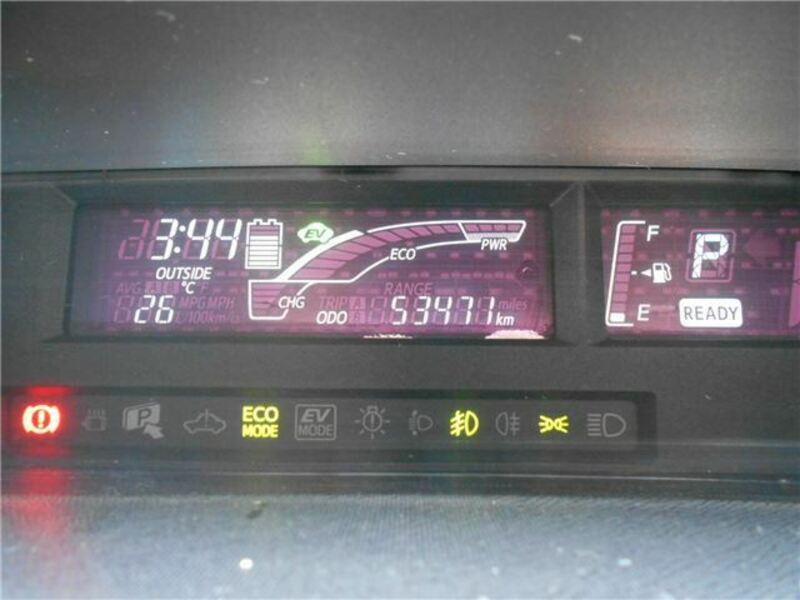 3:44
EV
ECO
PWR
OUTSIDE
AVG A B °C °F
26 MPG MPH
L/100km/h
CHG
RANGE
TRIP A miles
ODO B 53471 km
F
E
P
READY
P
ECO
MODE
EV
MODE